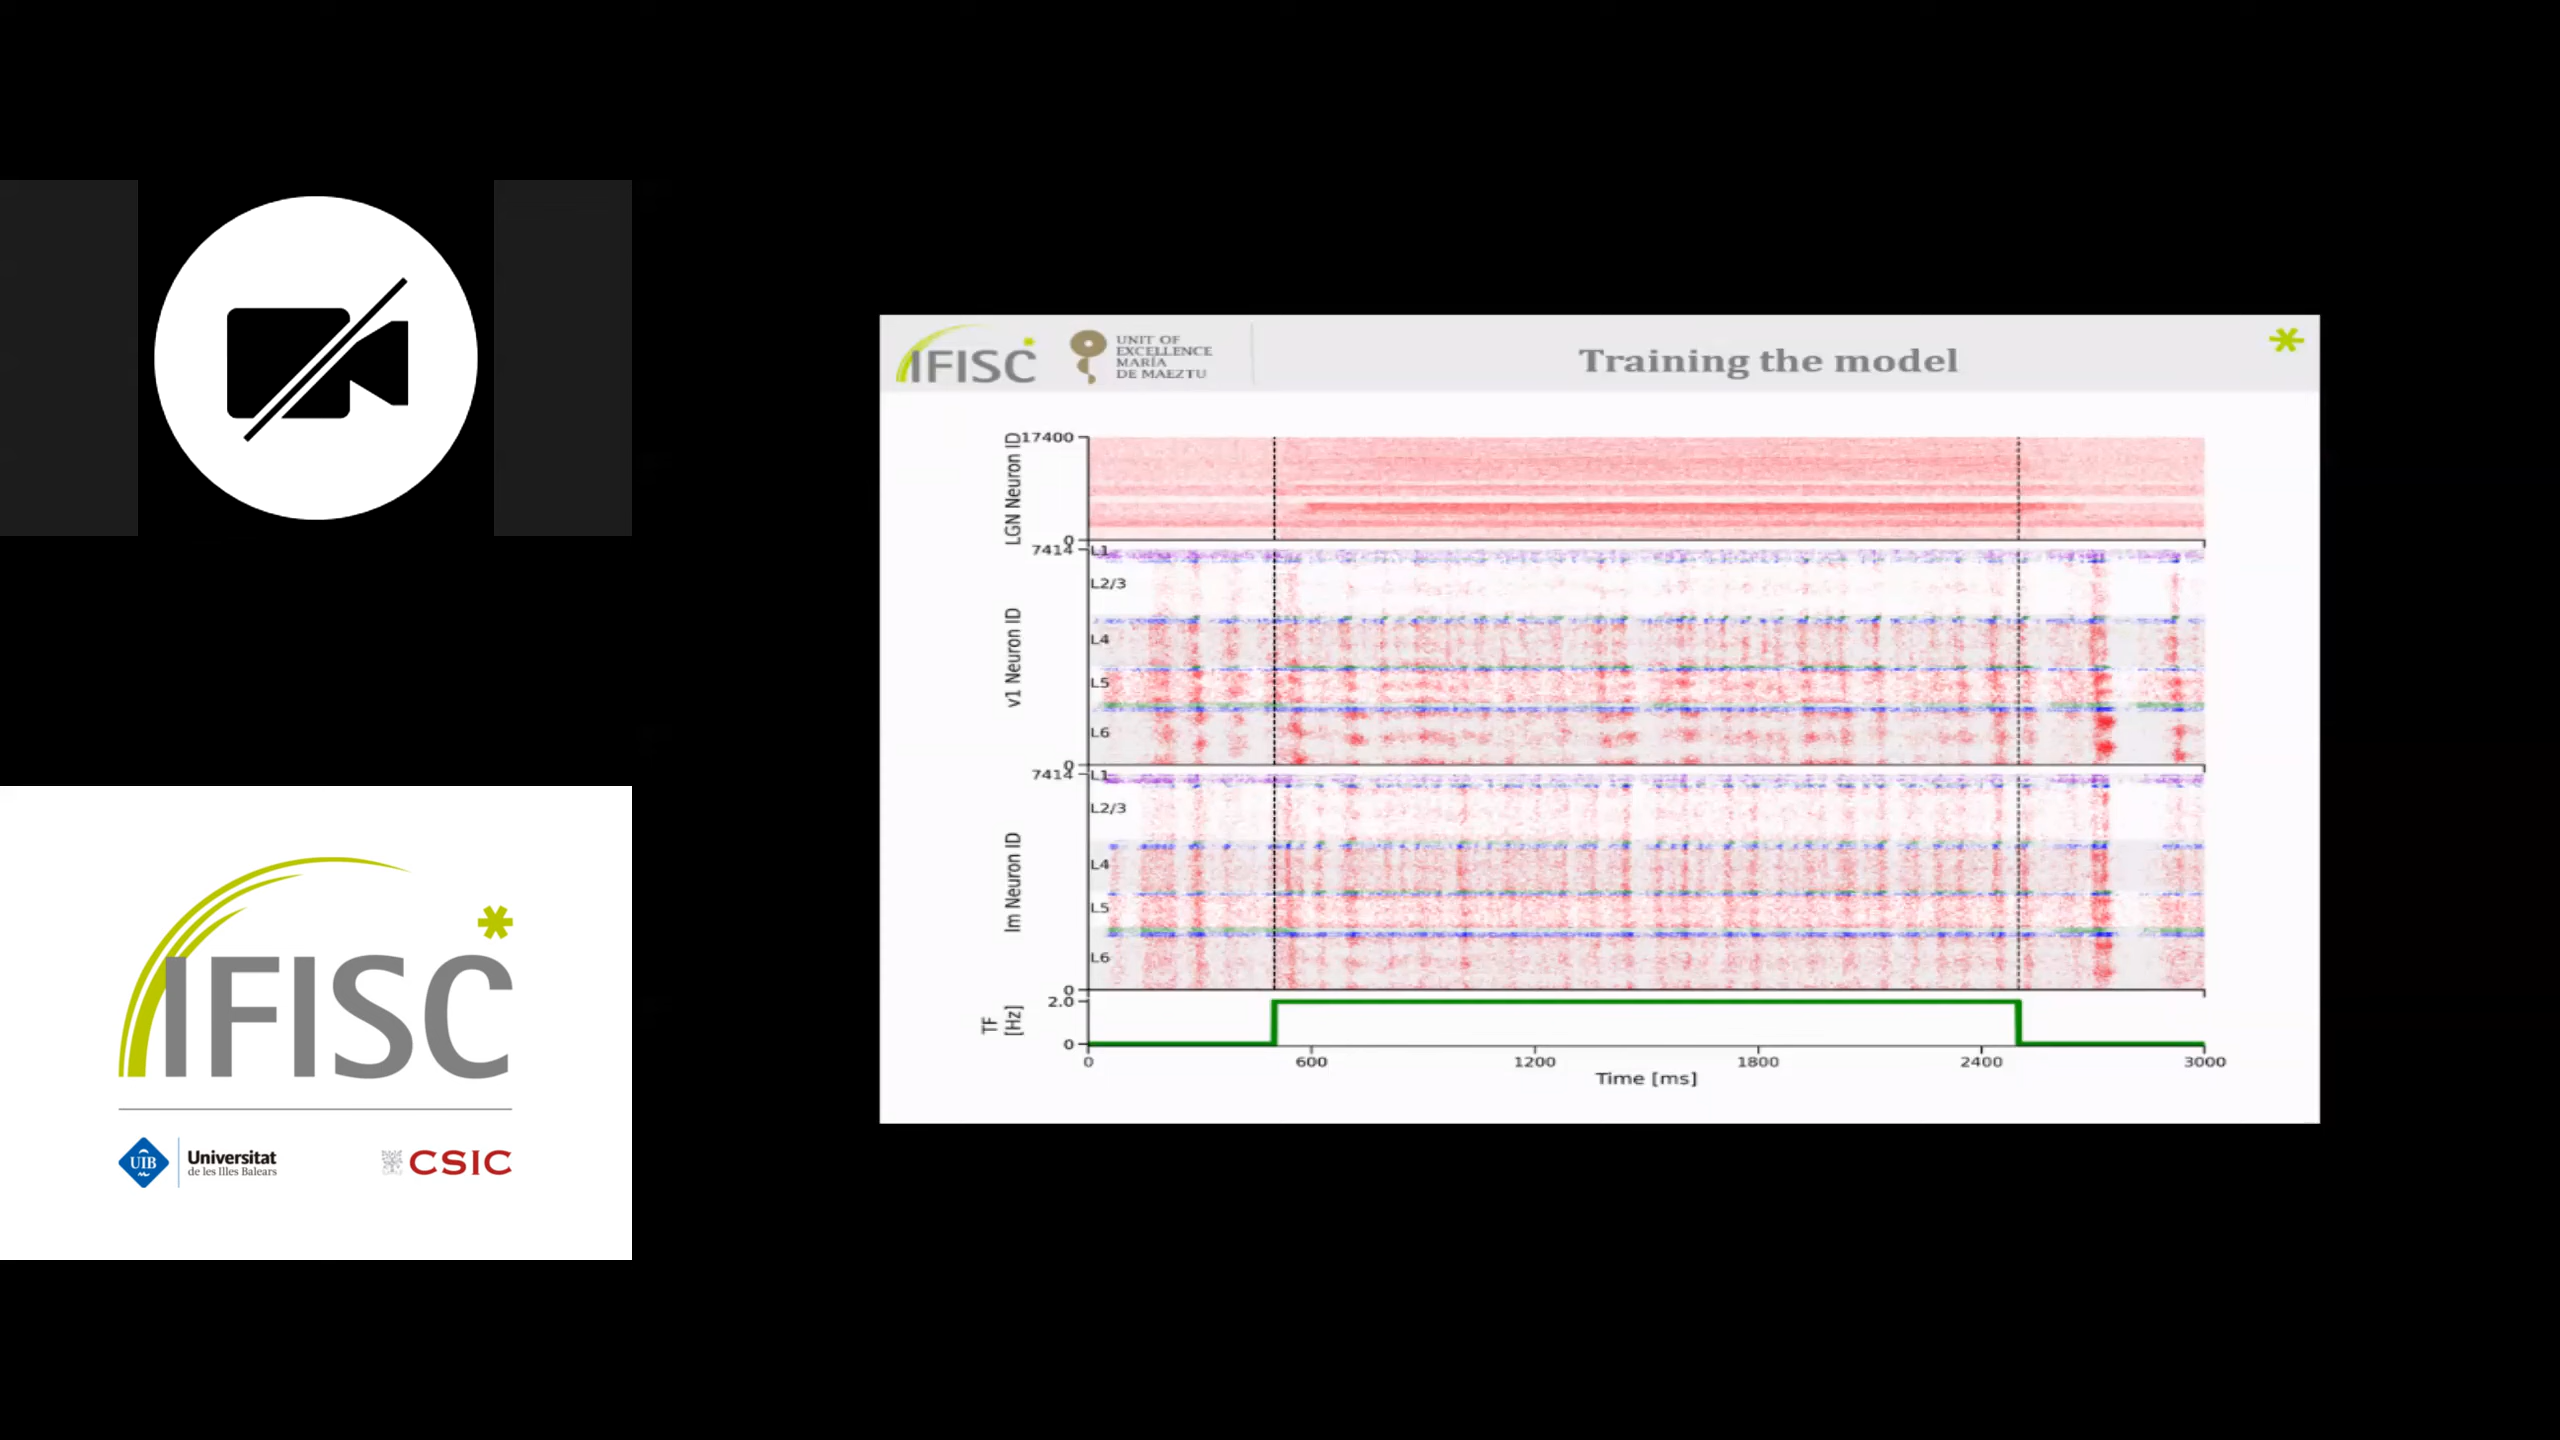 IFISC
UNIT OF
EXCELLENCE
MARÍA
DE MAEZTU
Training the model
LGN Neuron ID
17400
0
v1 Neuron ID
7414
L1
L2/3
L4
L5
L6
0
lm Neuron ID
7414
L1
L2/3
L4
L5
L6
0
TF
[Hz]
2.0
0
0 600 1200 1800 2400 3000
Time [ms]
IFISC
UIB
Universitat
de les Illes Balears
CSIC